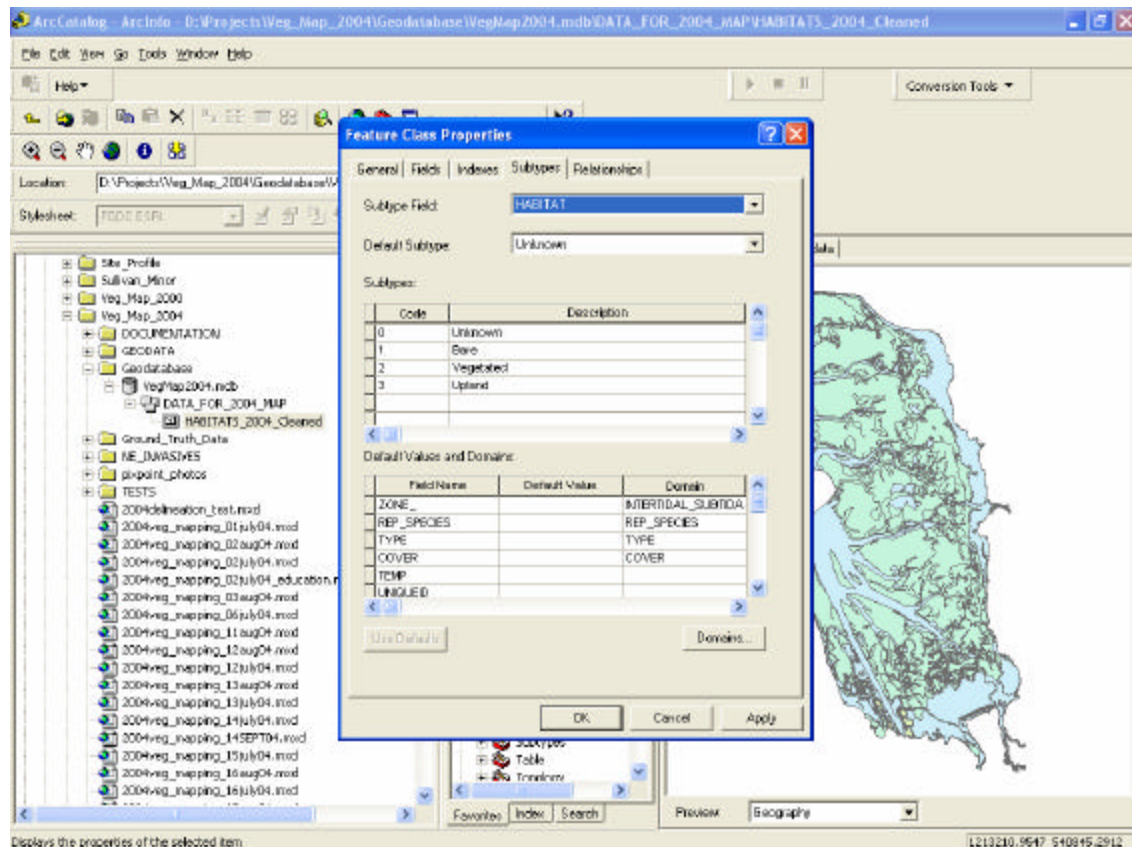 ArcCatalog - ArcInfo - D:\Projects\Veg_Map_2004\Geodatabase\VegMap2004.mdb\DATA_FOR_2004_MAP\HABITATS_2004_Cleaned
File Edit View Go Tools Window Help
Help
Conversion Tools
Location: D:\Projects\Veg_Map_2004\Geodatabase\V
Stylesheet: FGDC ESRI
Site_Profile
Sullivan_Minor
Veg_Map_2000
Veg_Map_2004
DOCUMENTATION
GEODATA
Geodatabase
VegMap2004.mdb
DATA_FOR_2004_MAP
HABITATS_2004_Cleaned
Ground_Truth_Data
NE_INVASIVES
pixpoint_photos
TESTS
2004delineation_test.mxd
2004veg_mapping_01july04.mxd
2004veg_mapping_02aug04.mxd
2004veg_mapping_02july04.mxd
2004veg_mapping_02july04_education.m
2004veg_mapping_03aug04.mxd
2004veg_mapping_06july04.mxd
2004veg_mapping_11aug04.mxd
2004veg_mapping_12aug04.mxd
2004veg_mapping_12july04.mxd
2004veg_mapping_13aug04.mxd
2004veg_mapping_13july04.mxd
2004veg_mapping_14july04.mxd
2004veg_mapping_14SEPT04.mxd
2004veg_mapping_15july04.mxd
2004veg_mapping_16aug04.mxd
2004veg_mapping_16july04.mxd
Feature Class Properties
General Fields Indexes Subtypes Relationships
Subtype Field: HABITAT
Default Subtype: Unknown
Subtypes:
Code Description
0 Unknown
1 Bare
2 Vegetated
3 Upland
Default Values and Domains:
Field Name Default Value Domain
ZONE_ INTERTIDAL_SUBTIDA
REP_SPECIES REP_SPECIES
TYPE TYPE
COVER COVER
TEMP
UNIQUEID
Use Defaults Domains...
OK Cancel Apply
Subtypes
Table
Topology
Favorites Index Search
Preview: Geography
Displays the properties of the selected item
1213210.9547 540845.2912